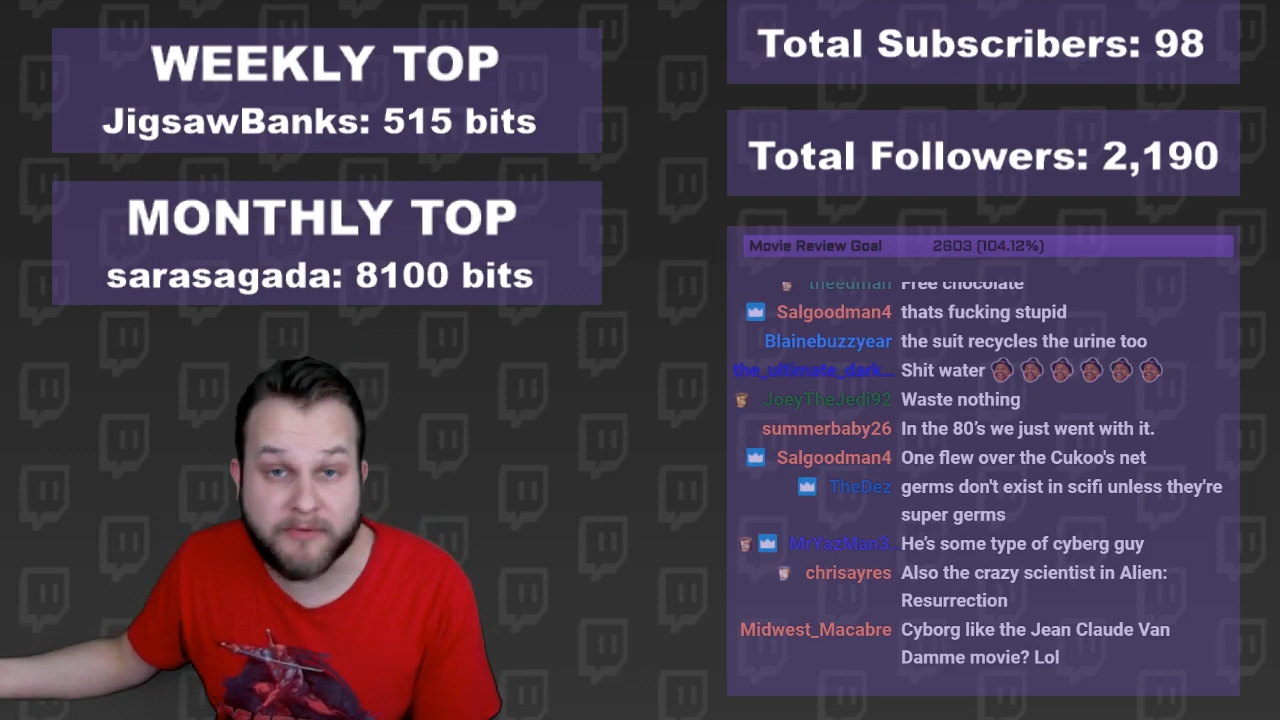 WEEKLY TOP
JigsawBanks: 515 bits
MONTHLY TOP
sarasagada: 8100 bits
Total Subscribers: 98
Total Followers: 2,190
Movie Review Goal 2603 (104.12%)
theedman Free chocolate
Salgoodman4 thats fucking stupid
Blainebuzzyear the suit recycles the urine too
the_ultimate_dark... Shit water
JoeyTheJedi92 Waste nothing
summerbaby26 In the 80's we just went with it.
Salgoodman4 One flew over the Cukoo's net
TheDez germs don't exist in scifi unless they're
super germs
MrYazMan3... He's some type of cyberg guy
chrisayres Also the crazy scientist in Alien:
Resurrection
Midwest_Macabre Cyborg like the Jean Claude Van
Damme movie? Lol